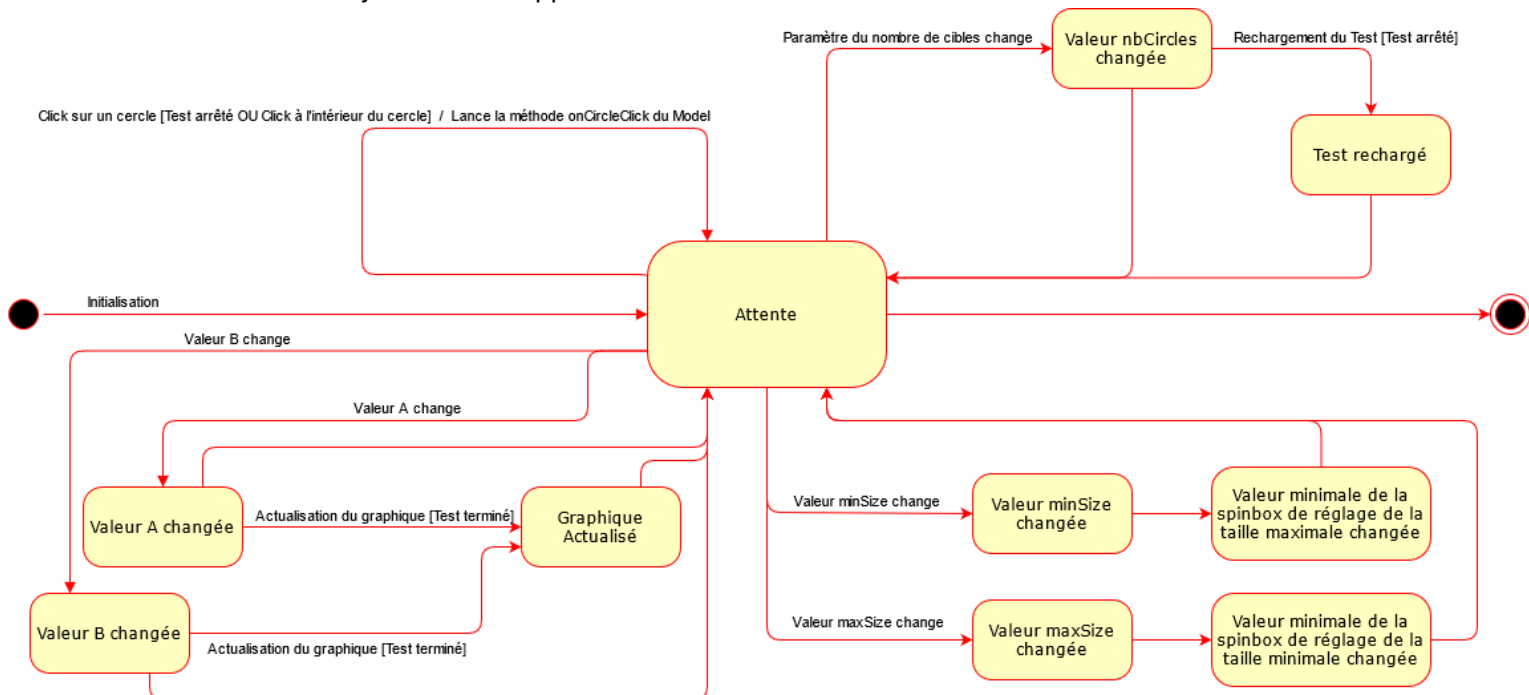 Paramètre du nombre de cibles change
Valeur nbCircles
changée
Rechargement du Test [Test arrêté]
Click sur un cercle [Test arrêté OU Click à l'intérieur du cercle]  /  Lance la méthode onCircleClick du Model
Test rechargé
Initialisation
Attente
Valeur B change
Valeur A change
Valeur A changée
Actualisation du graphique [Test terminé]
Graphique
Actualisé
Valeur minSize change
Valeur minSize
changée
Valeur minimale de la
spinbox de réglage de la
taille maximale changée
Valeur B changée
Actualisation du graphique [Test terminé]
Valeur maxSize change
Valeur maxSize
changée
Valeur minimale de la
spinbox de réglage de la
taille minimale changée